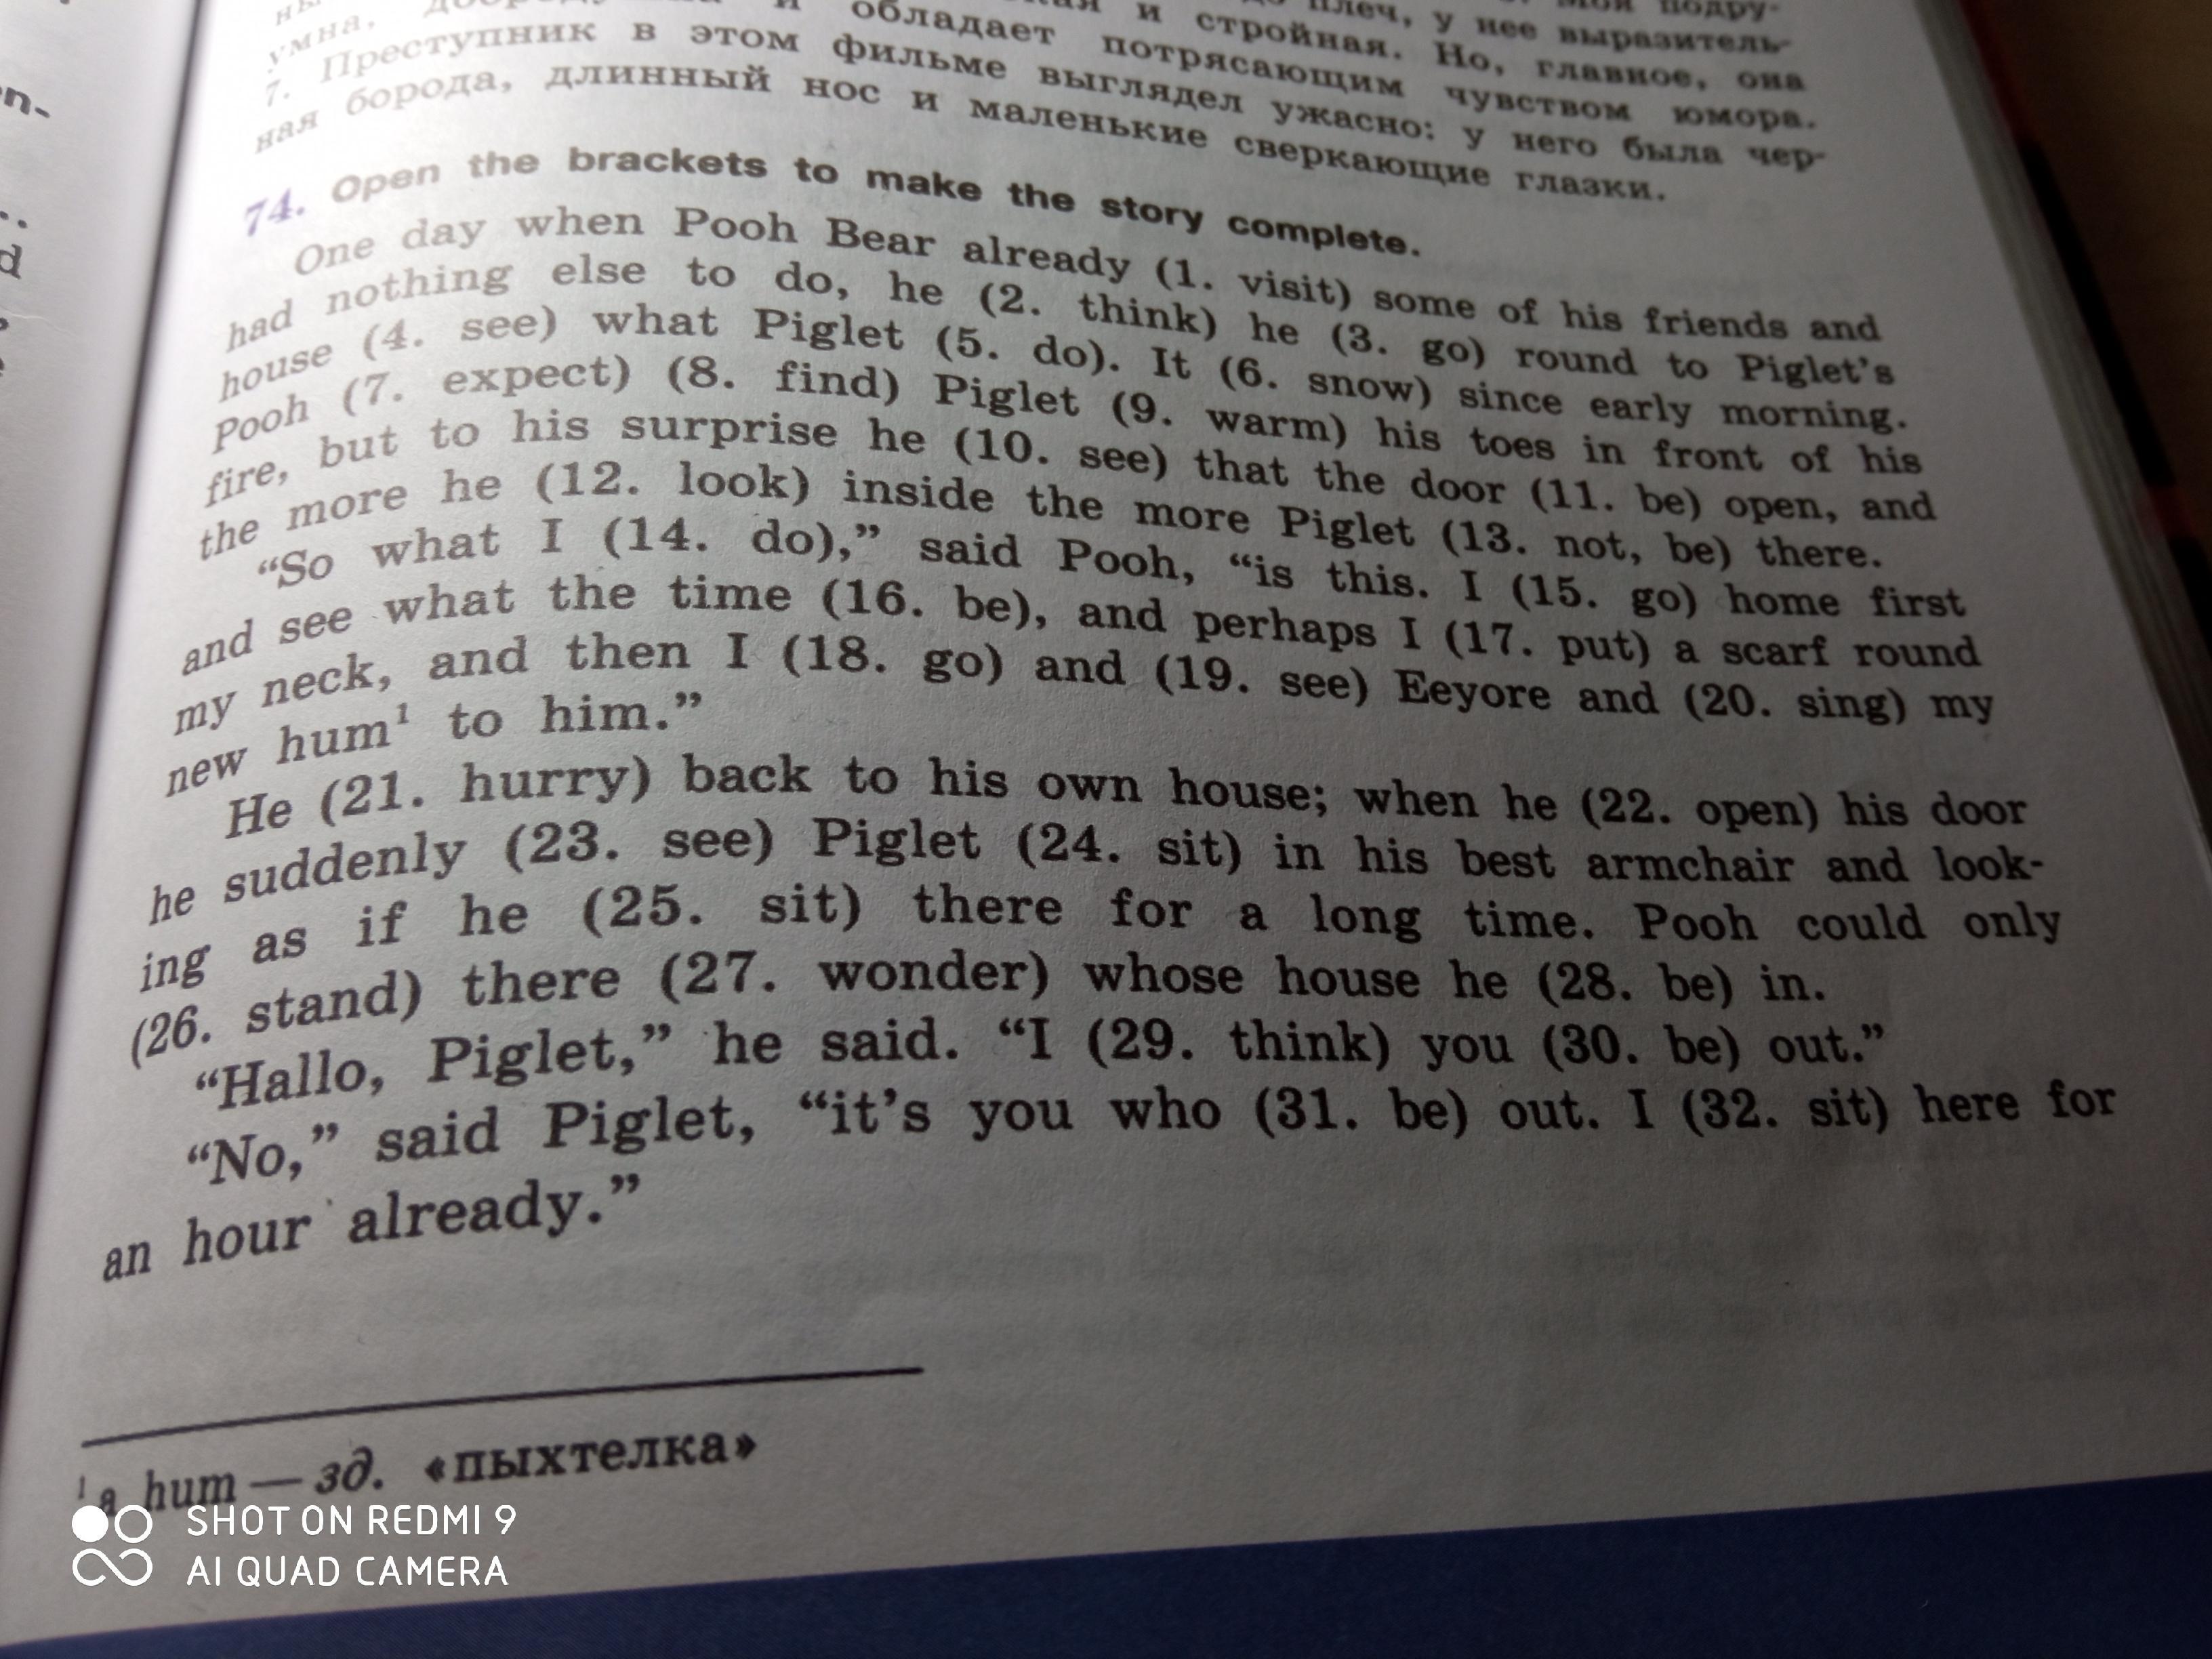 n-
..
d
плеч, у нее выразитель-
умна, и обладает потрясающим чувством юмора.
и стройная. Но, главное, она
7. Преступник в этом фильме выглядел ужасно: у него была чер-
ная борода, длинный нос и маленькие сверкающие глазки.
74. Open the brackets to make the story complete.
One day when Pooh Bear already (1. visit) some of his friends and
had nothing else to do, he (2. think) he (3. go) round to Piglet's
house (4. see) what Piglet (5. do). It (6. snow) since early morning.
Pooh (7. expect) (8. find) Piglet (9. warm) his toes in front of his
fire, but to his surprise he (10. see) that the door (11. be) open, and
the more he (12. look) inside the more Piglet (13. not, be) there.
“So what I (14. do),” said Pooh, “is this. I (15. go) home first
and see what the time (16. be), and perhaps I (17. put) a scarf round
my neck, and then I (18. go) and (19. see) Eeyore and (20. sing) my
new hum¹ to him.”
He (21. hurry) back to his own house; when he (22. open) his door
he suddenly (23. see) Piglet (24. sit) in his best armchair and look-
ing as if he (25. sit) there for a long time. Pooh could only
(26. stand) there (27. wonder) whose house he (28. be) in.
“Hallo, Piglet,” he said. “I (29. think) you (30. be) out.”
“No,” said Piglet, “it's you who (31. be) out. I (32. sit) here for
an hour already.”
¹ a hum — зд. «пыхтелка»
SHOT ON REDMI 9
AI QUAD CAMERA